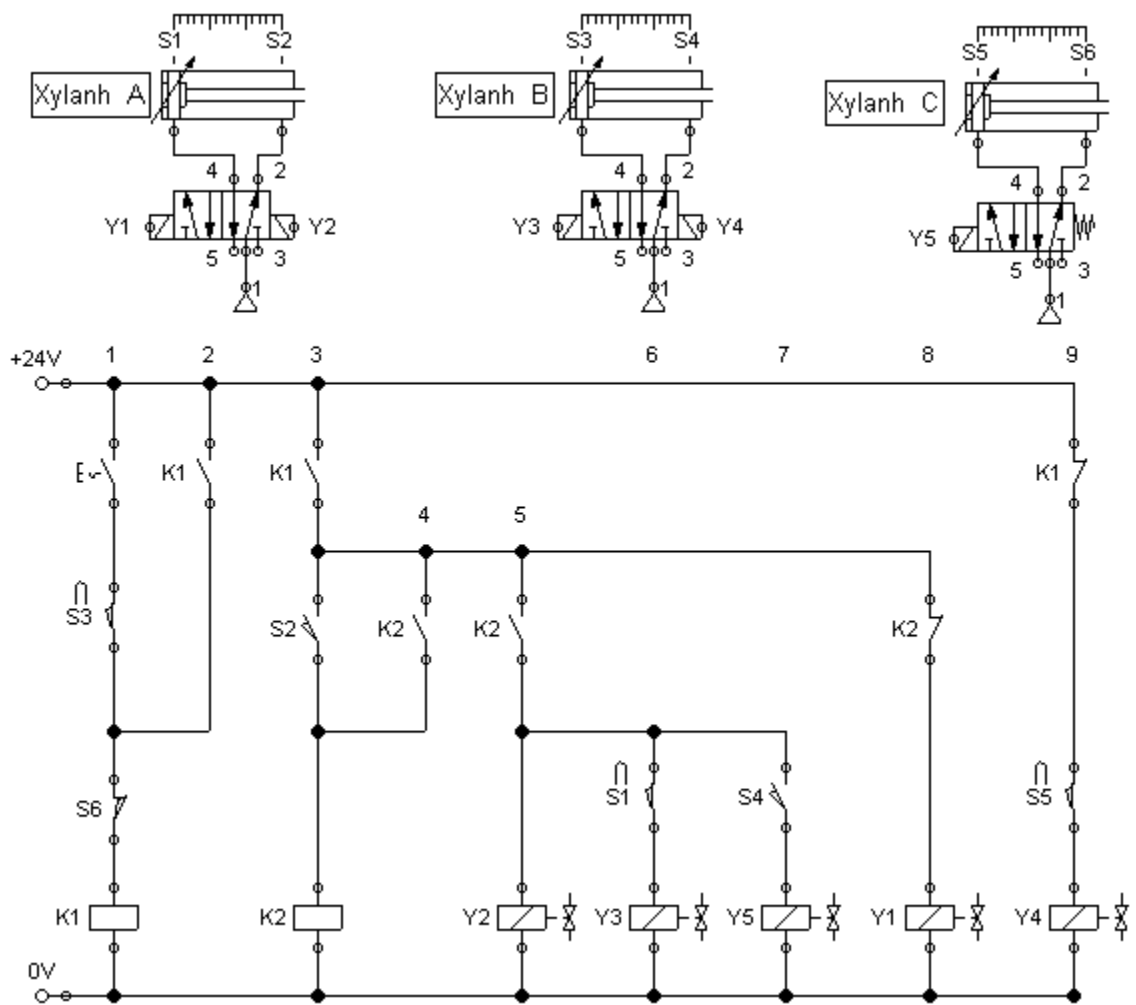 S1 S2
S3 S4
S5 S6
Xylanh A
Xylanh B
Xylanh C
4 2
4 2
4 2
Y1 Y2
Y3 Y4
Y5
5 3
5 3
5 3
1
1
1
+24V 1 2 3 6 7 8 9
K1 K1 K1
4 5
S3 S2 K2 K2 K2
S6 S1 S4 S5
K1 K2 Y2 Y3 Y5 Y1 Y4
0V